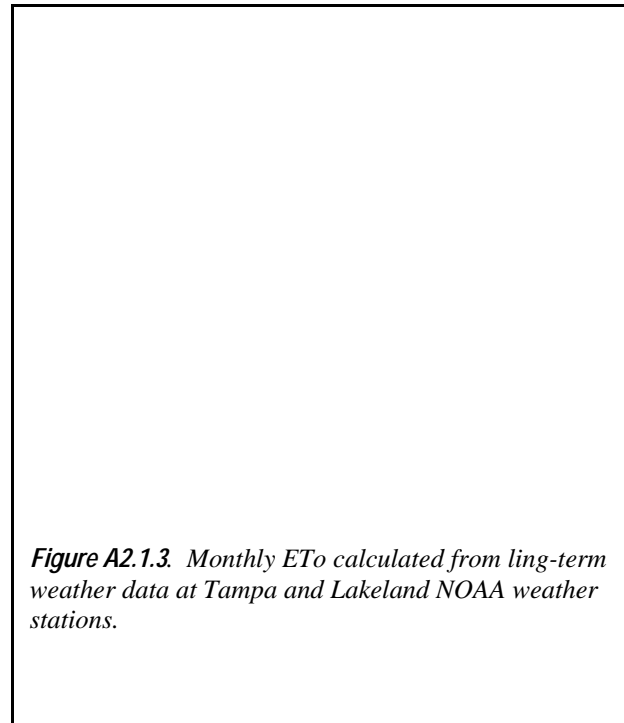 Figure A2.1.3. Monthly ETo calculated from ling-term
weather data at Tampa and Lakeland NOAA weather
stations.